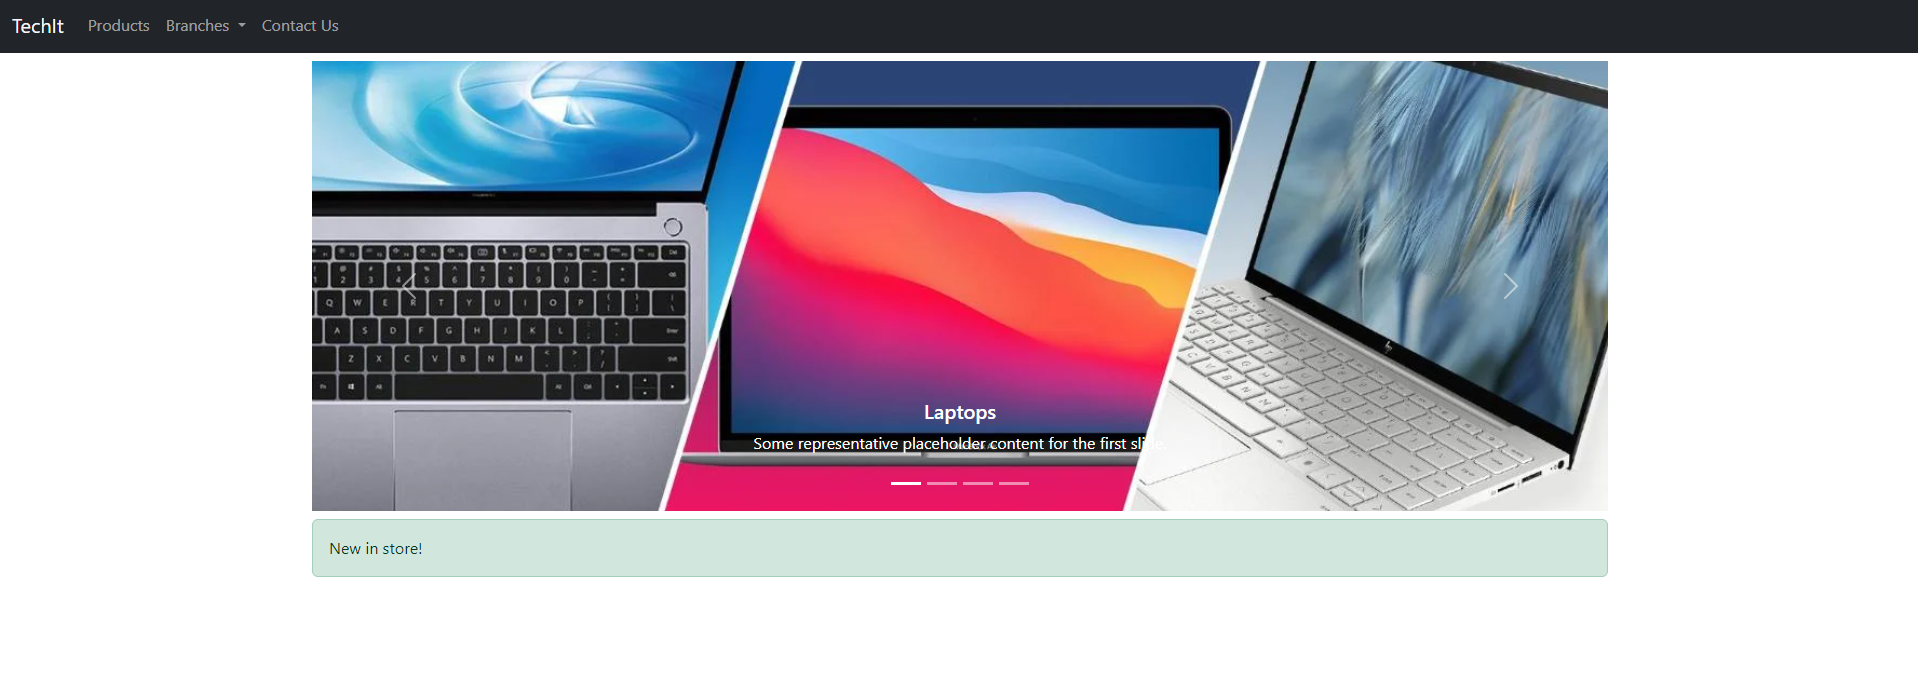 TechIt Products Branches Contact Us
Laptops
Some representative placeholder content for the first slide.
New in store!